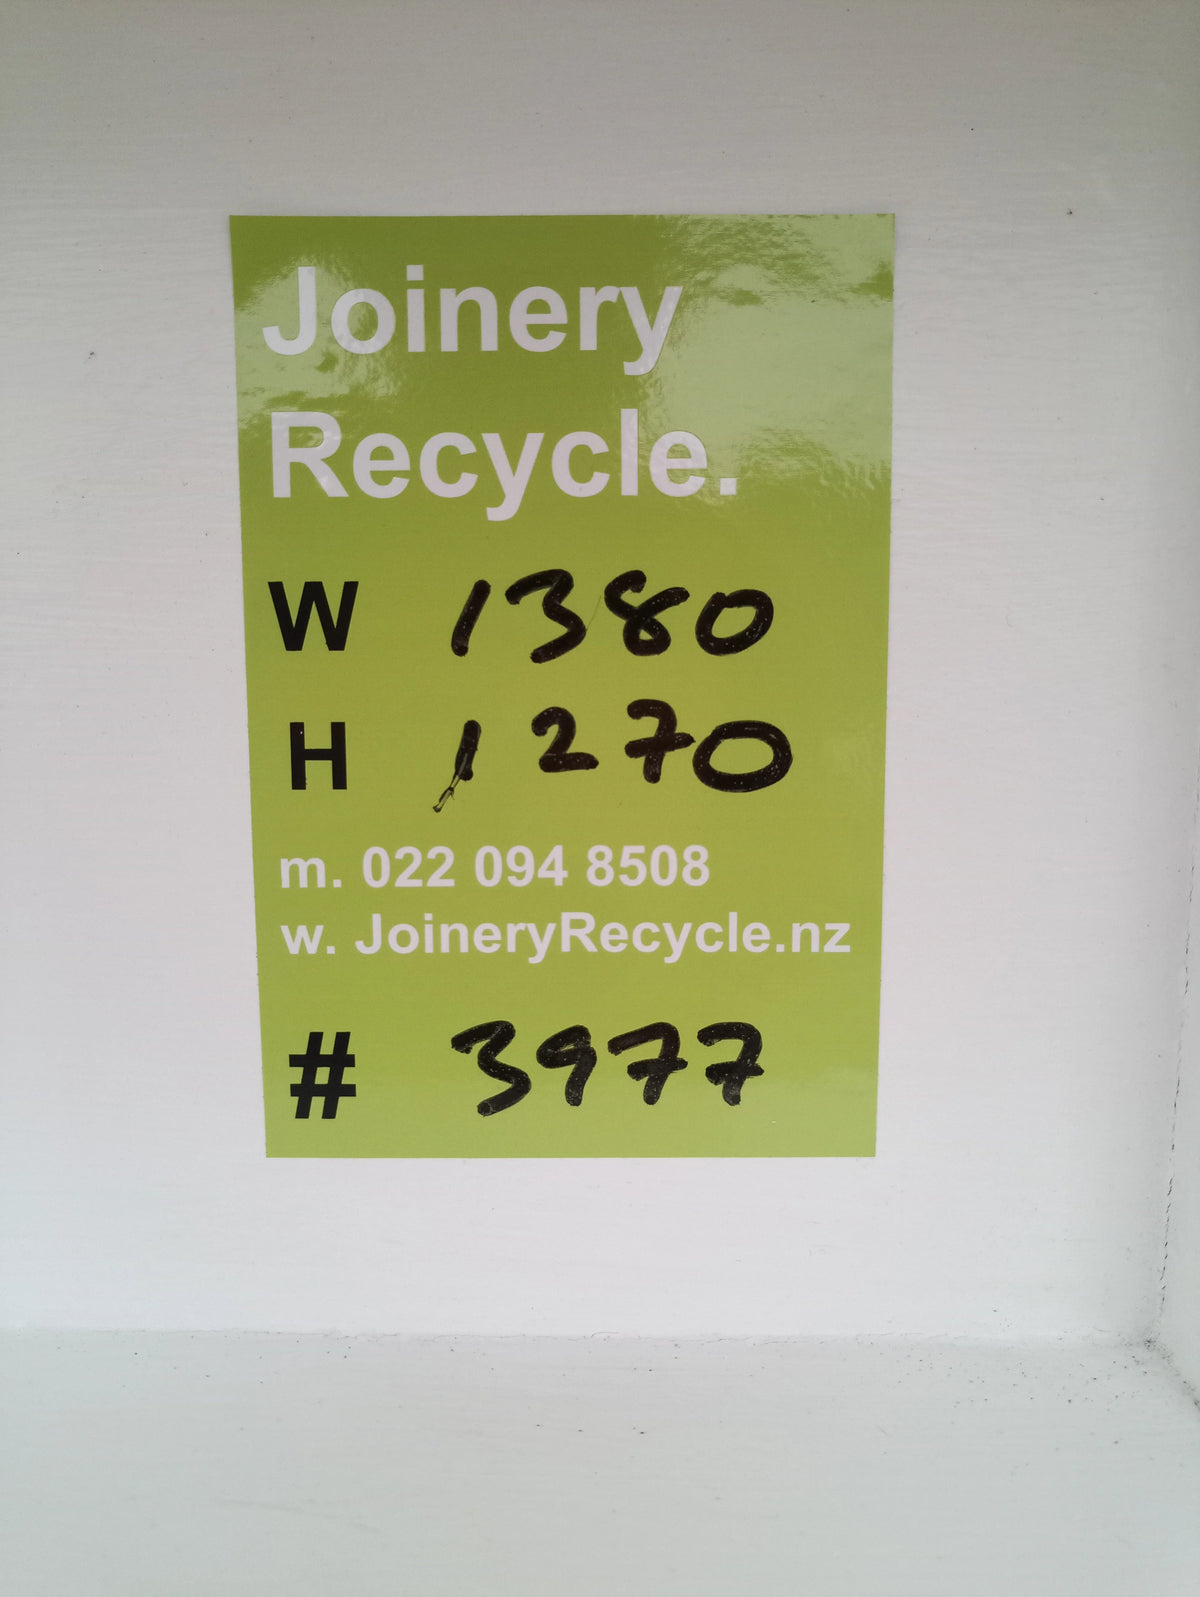 Joinery
Recycle.
W 1380
H 1270
m. 022 094 8508
w. JoineryRecycle.nz
# 3977